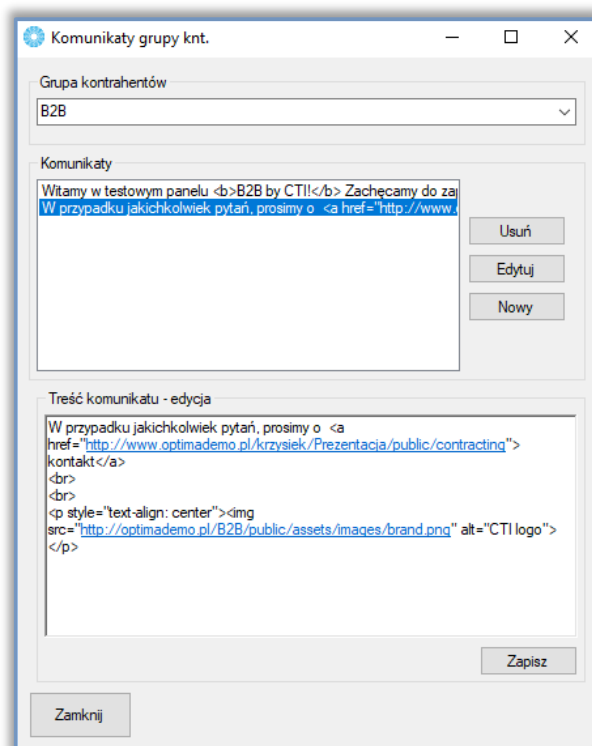 Komunikaty grupy knt.
Grupa kontrahentów
B2B
Komunikaty
Witamy w testowym panelu <b>B2B by CTI!</b> Zachęcamy do
W przypadku jakichkolwiek pytań, prosimy o  <a href="http://www.
Usuń
Edytuj
Nowy
Treść komunikatu - edycja
W przypadku jakichkolwiek pytań, prosimy o  <a
href="http://www.optimademo.pl/krzysiek/Prezentacja/public/contracting">
kontakt</a>
<br>
<br>
<p style="text-align: center"><img
src="http://optimademo.pl/B2B/public/assets/images/brand.png" alt="CTI logo">
</p>
Zapisz
Zamknij